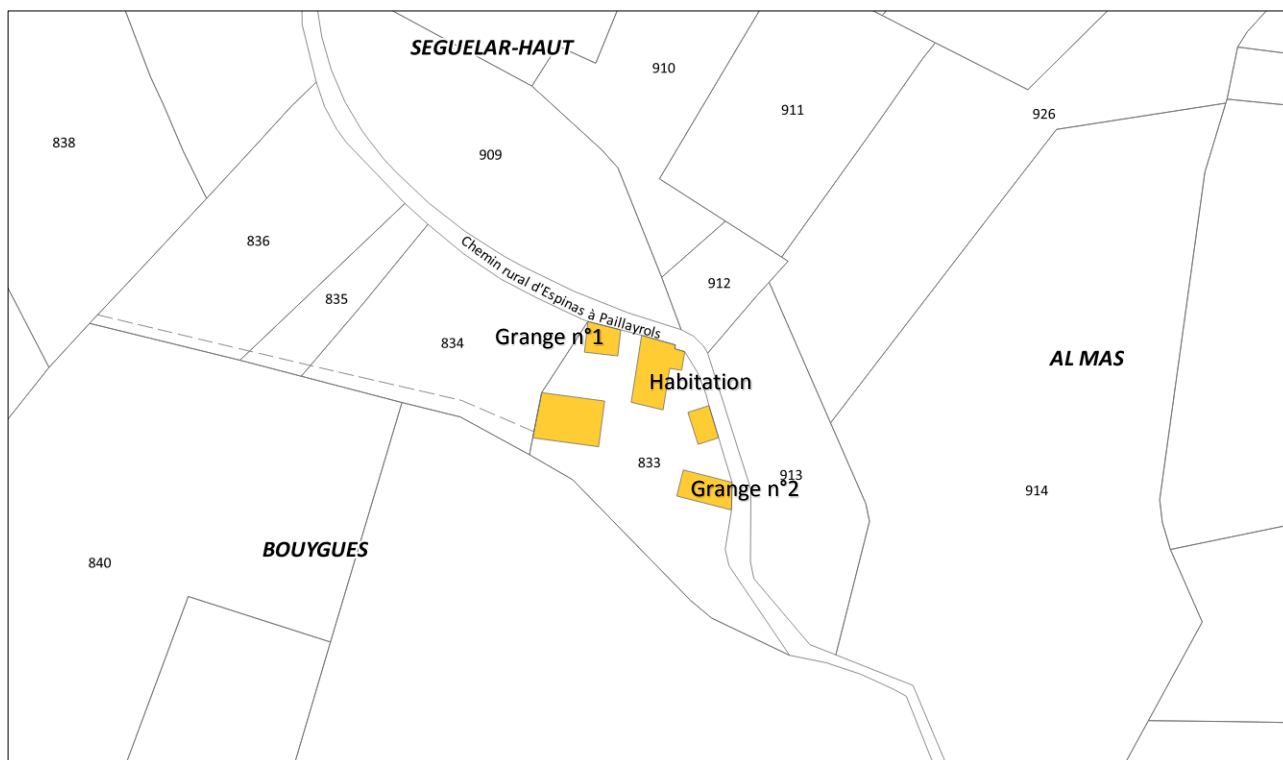 SEGUELAR-HAUT
910
911
926
838
909
836
912
Chemin rural d'Espinas à Paillayrols
835
Grange n°1
834
AL MAS
Habitation
833
913
Grange n°2
914
BOUYGUES
840